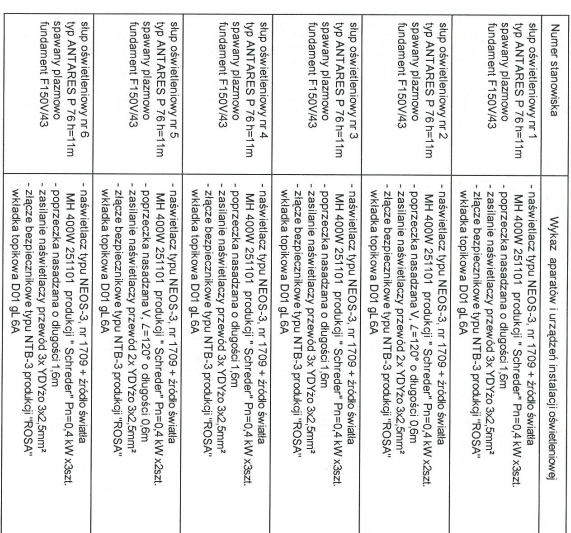 Numer stanowiska
Wykaz aparatów i urządzeń instalacji oświetleniowej
słup oświetleniowy nr 1
typ ANTARES P 76 h=11m
spawany plazmowo
fundament F150V/43
- naświetlacz typu NEOS-3, nr 1709 + źródło światła
MH 400W 251101 produkcji " Schreder" Pn=0,4 kW x3szt.
- poprzeczka nasadzana o długości 1,6m
- zasilanie naświetlaczy przewód 3x YDYżo 3x2,5mm²
- złącze bezpiecznikowe typu NTB-3 produkcji "ROSA"
wkładka topikowa D01 gL 6A
słup oświetleniowy nr 2
typ ANTARES P 76 h=11m
spawany plazmowo
fundament F150V/43
- naświetlacz typu NEOS-3, nr 1709 + źródło światła
MH 400W 251101 produkcji " Schreder" Pn=0,4 kW x2szt.
- poprzeczka nasadzana V, ∠=120° o długości 0,6m
- zasilanie naświetlaczy przewód 2x YDYżo 3x2,5mm²
- złącze bezpiecznikowe typu NTB-3 produkcji "ROSA"
wkładka topikowa D01 gL 6A
słup oświetleniowy nr 3
typ ANTARES P 76 h=11m
spawany plazmowo
fundament F150V/43
- naświetlacz typu NEOS-3, nr 1709 + źródło światła
MH 400W 251101 produkcji " Schreder" Pn=0,4 kW x3szt.
- poprzeczka nasadzana o długości 1,6m
- zasilanie naświetlaczy przewód 3x YDYżo 3x2,5mm²
- złącze bezpiecznikowe typu NTB-3 produkcji "ROSA"
wkładka topikowa D01 gL 6A
słup oświetleniowy nr 4
typ ANTARES P 76 h=11m
spawany plazmowo
fundament F150V/43
- naświetlacz typu NEOS-3, nr 1709 + źródło światła
MH 400W 251101 produkcji " Schreder" Pn=0,4 kW x3szt.
- poprzeczka nasadzana o długości 1,6m
- zasilanie naświetlaczy przewód 3x YDYżo 3x2,5mm²
- złącze bezpiecznikowe typu NTB-3 produkcji "ROSA"
wkładka topikowa D01 gL 6A
słup oświetleniowy nr 5
typ ANTARES P 76 h=11m
spawany plazmowo
fundament F150V/43
- naświetlacz typu NEOS-3, nr 1709 + źródło światła
MH 400W 251101 produkcji " Schreder" Pn=0,4 kW x2szt.
- poprzeczka nasadzana V, ∠=120° o długości 0,6m
- zasilanie naświetlaczy przewód 2x YDYżo 3x2,5mm²
- złącze bezpiecznikowe typu NTB-3 produkcji "ROSA"
wkładka topikowa D01 gL 6A
słup oświetleniowy nr 6
typ ANTARES P 76 h=11m
spawany plazmowo
fundament F150V/43
- naświetlacz typu NEOS-3, nr 1709 + źródło światła
MH 400W 251101 produkcji " Schreder" Pn=0,4 kW x3szt.
- poprzeczka nasadzana o długości 1,6m
- zasilanie naświetlaczy przewód 3x YDYżo 3x2,5mm²
- złącze bezpiecznikowe typu NTB-3 produkcji "ROSA"
wkładka topikowa D01 gL 6A